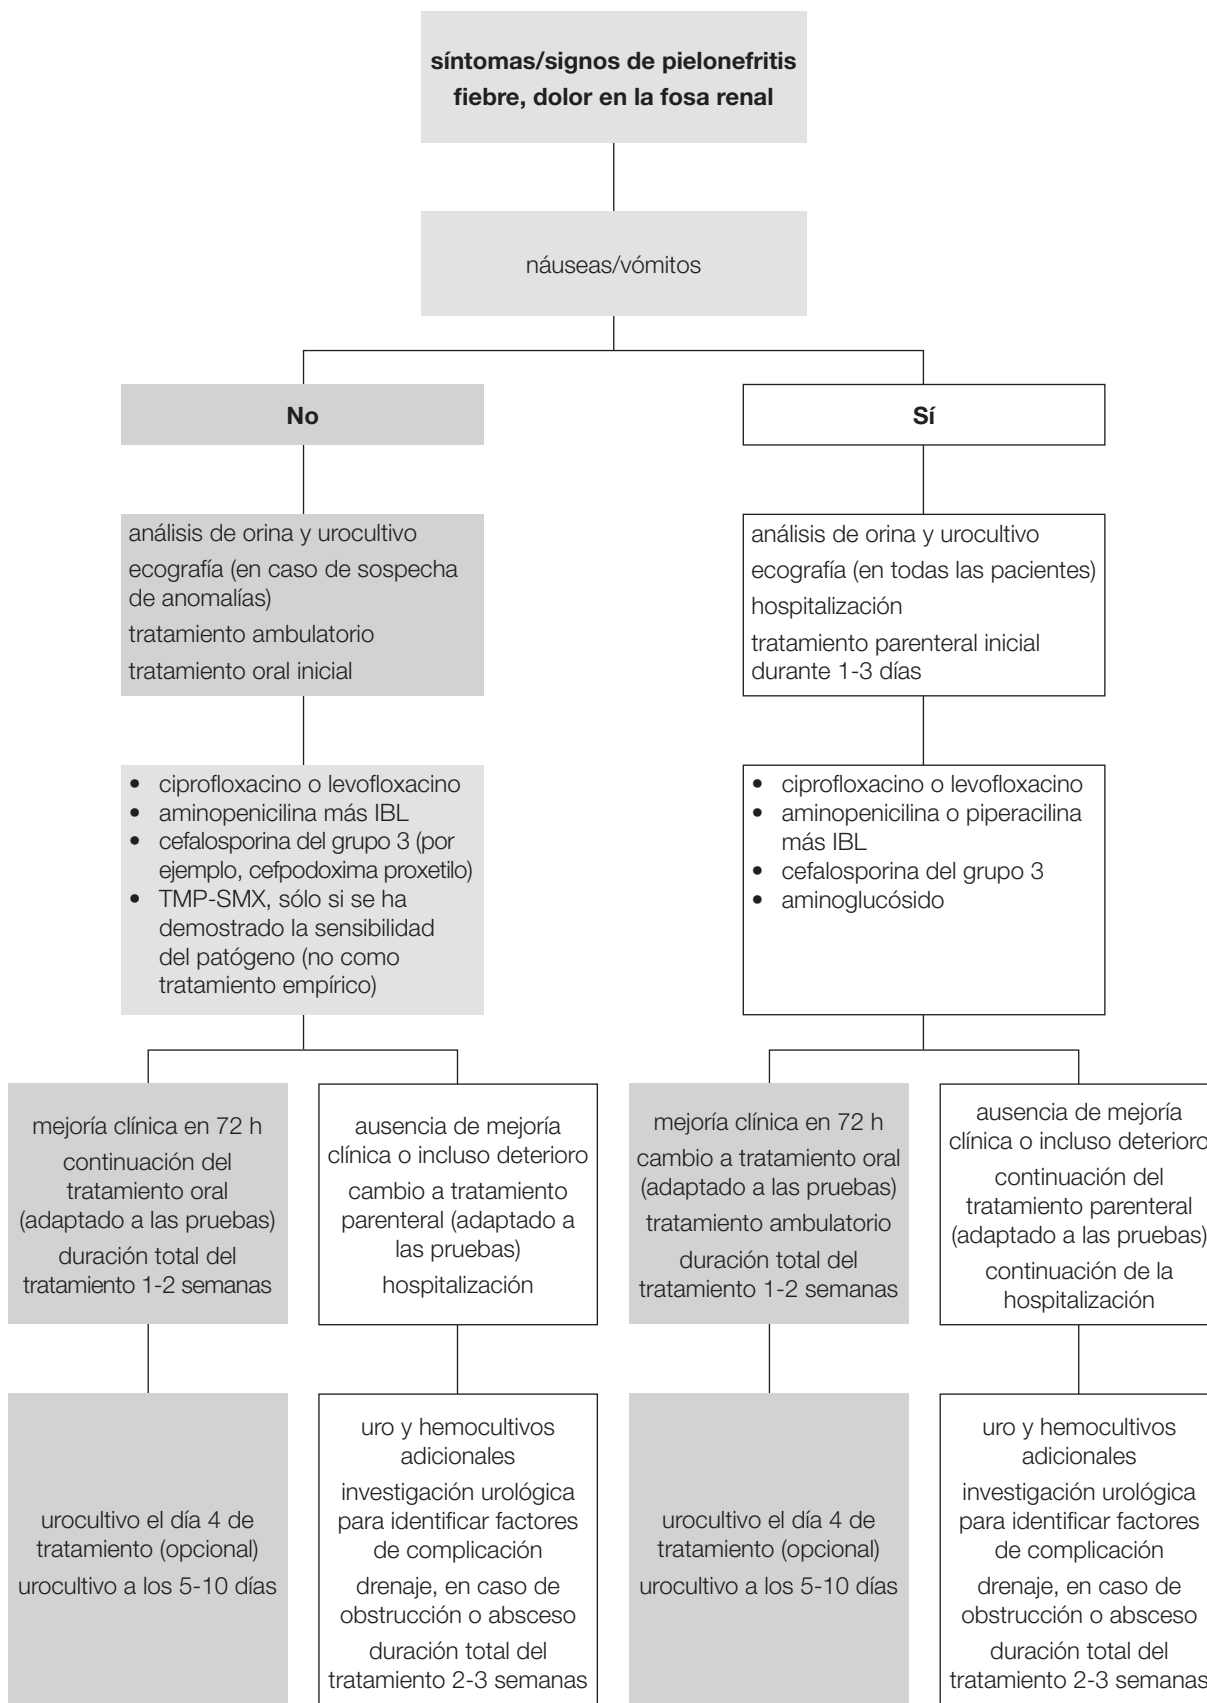 síntomas/signos de pielonefritis
fiebre, dolor en la fosa renal
náuseas/vómitos
No
análisis de orina y urocultivo
ecografía (en caso de sospecha
de anomalías)
tratamiento ambulatorio
tratamiento oral inicial
• ciprofloxacino o levofloxacino
• aminopenicilina más IBL
• cefalosporina del grupo 3 (por
ejemplo, cefpodoxima proxetilo)
• TMP-SMX, sólo si se ha
demostrado la sensibilidad
del patógeno (no como
tratamiento empírico)
mejoría clínica en 72 h
continuación del
tratamiento oral
(adaptado a las pruebas)
duración total del
tratamiento 1-2 semanas
urocultivo el día 4 de
tratamiento (opcional)
urocultivo a los 5-10 días
ausencia de mejoría
clínica o incluso deterioro
cambio a tratamiento
parenteral (adaptado a
las pruebas)
hospitalización
uro y hemocultivos
adicionales
investigación urológica
para identificar factores
de complicación
drenaje, en caso de
obstrucción o absceso
duración total del
tratamiento 2-3 semanas
Sí
análisis de orina y urocultivo
ecografía (en todas las pacientes)
hospitalización
tratamiento parenteral inicial
durante 1-3 días
• ciprofloxacino o levofloxacino
• aminopenicilina o piperacilina
más IBL
• cefalosporina del grupo 3
• aminoglucósido
mejoría clínica en 72 h
cambio a tratamiento oral
(adaptado a las pruebas)
tratamiento ambulatorio
duración total del
tratamiento 1-2 semanas
urocultivo el día 4 de
tratamiento (opcional)
urocultivo a los 5-10 días
ausencia de mejoría
clínica o incluso deterioro
continuación del
tratamiento parenteral
(adaptado a las pruebas)
continuación de la
hospitalización
uro y hemocultivos
adicionales
investigación urológica
para identificar factores
de complicación
drenaje, en caso de
obstrucción o absceso
duración total del
tratamiento 2-3 semanas